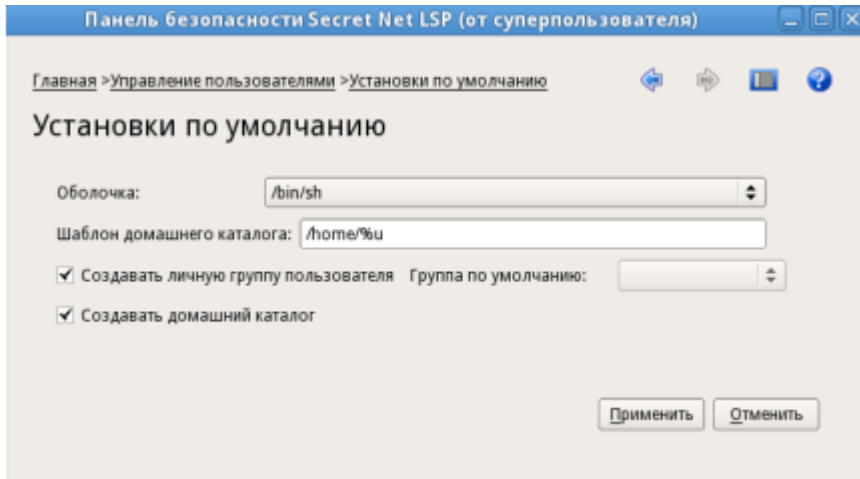 Панель безопасности Secret Net LSP (от суперпользователя)
Главная >Управление пользователями >Установки по умолчанию
Установки по умолчанию
Оболочка: /bin/sh
Шаблон домашнего каталога: /home/%u
Создавать личную группу пользователя Группа по умолчанию:
Создавать домашний каталог
Применить Отменить